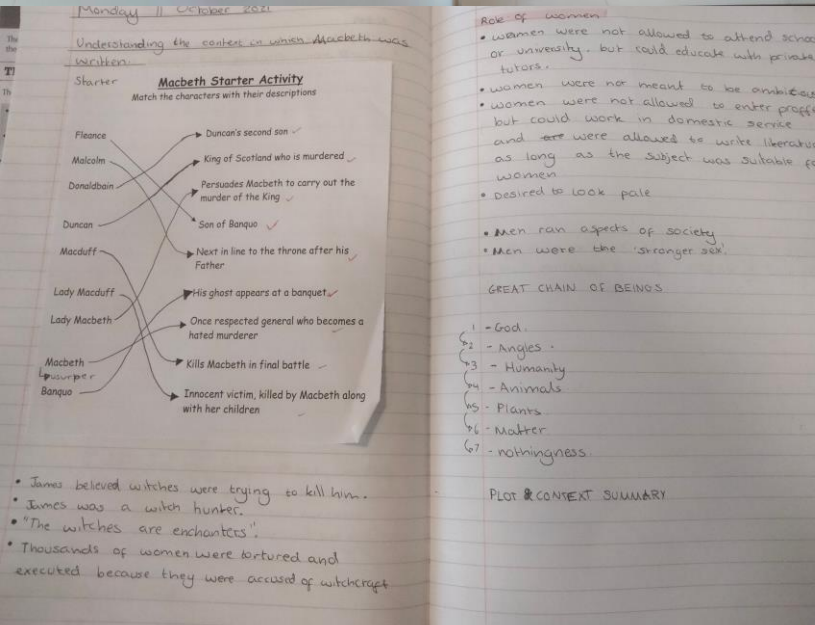 Monday 11 October 2021
Understanding the context in which Macbeth was
written.
Starter
Macbeth Starter Activity
Match the characters with their descriptions
Fleance
Malcolm
Donaldbain
Duncan
Macduff
Lady Macduff
Lady Macbeth
Macbeth
usurper
Banquo
Duncan's second son
King of Scotland who is murdered
Persuades Macbeth to carry out the
murder of the King
Son of Banquo
Next in line to the throne after his
Father
His ghost appears at a banquet
Once respected general who becomes a
hated murderer
Kills Macbeth in final battle
Innocent victim, killed by Macbeth along
with her children
• James believed witches were trying to kill him.
• James was a witch hunter.
• "The witches are enchanters".
• Thousands of women were tortured and
executed because they were accused of witchcraft
Role of women
• women were not allowed to attend schoo
or university, but could educate with private
tutors.
• women were not meant to be ambitious
• women were not allowed to enter proffe
but could work in domestic service
and were allowed to write literatu
as long as the subject was suitable fo
women
• Desired to look pale
• Men ran aspects of society
• Men were the 'stronger sex'.
GREAT CHAIN OF BEINGS
1 - God.
2 - Angles.
3 - Humanity
4 - Animals
5 - Plants
6 - Matter
7 - nothingness.
PLOT & CONTEXT SUMMARY